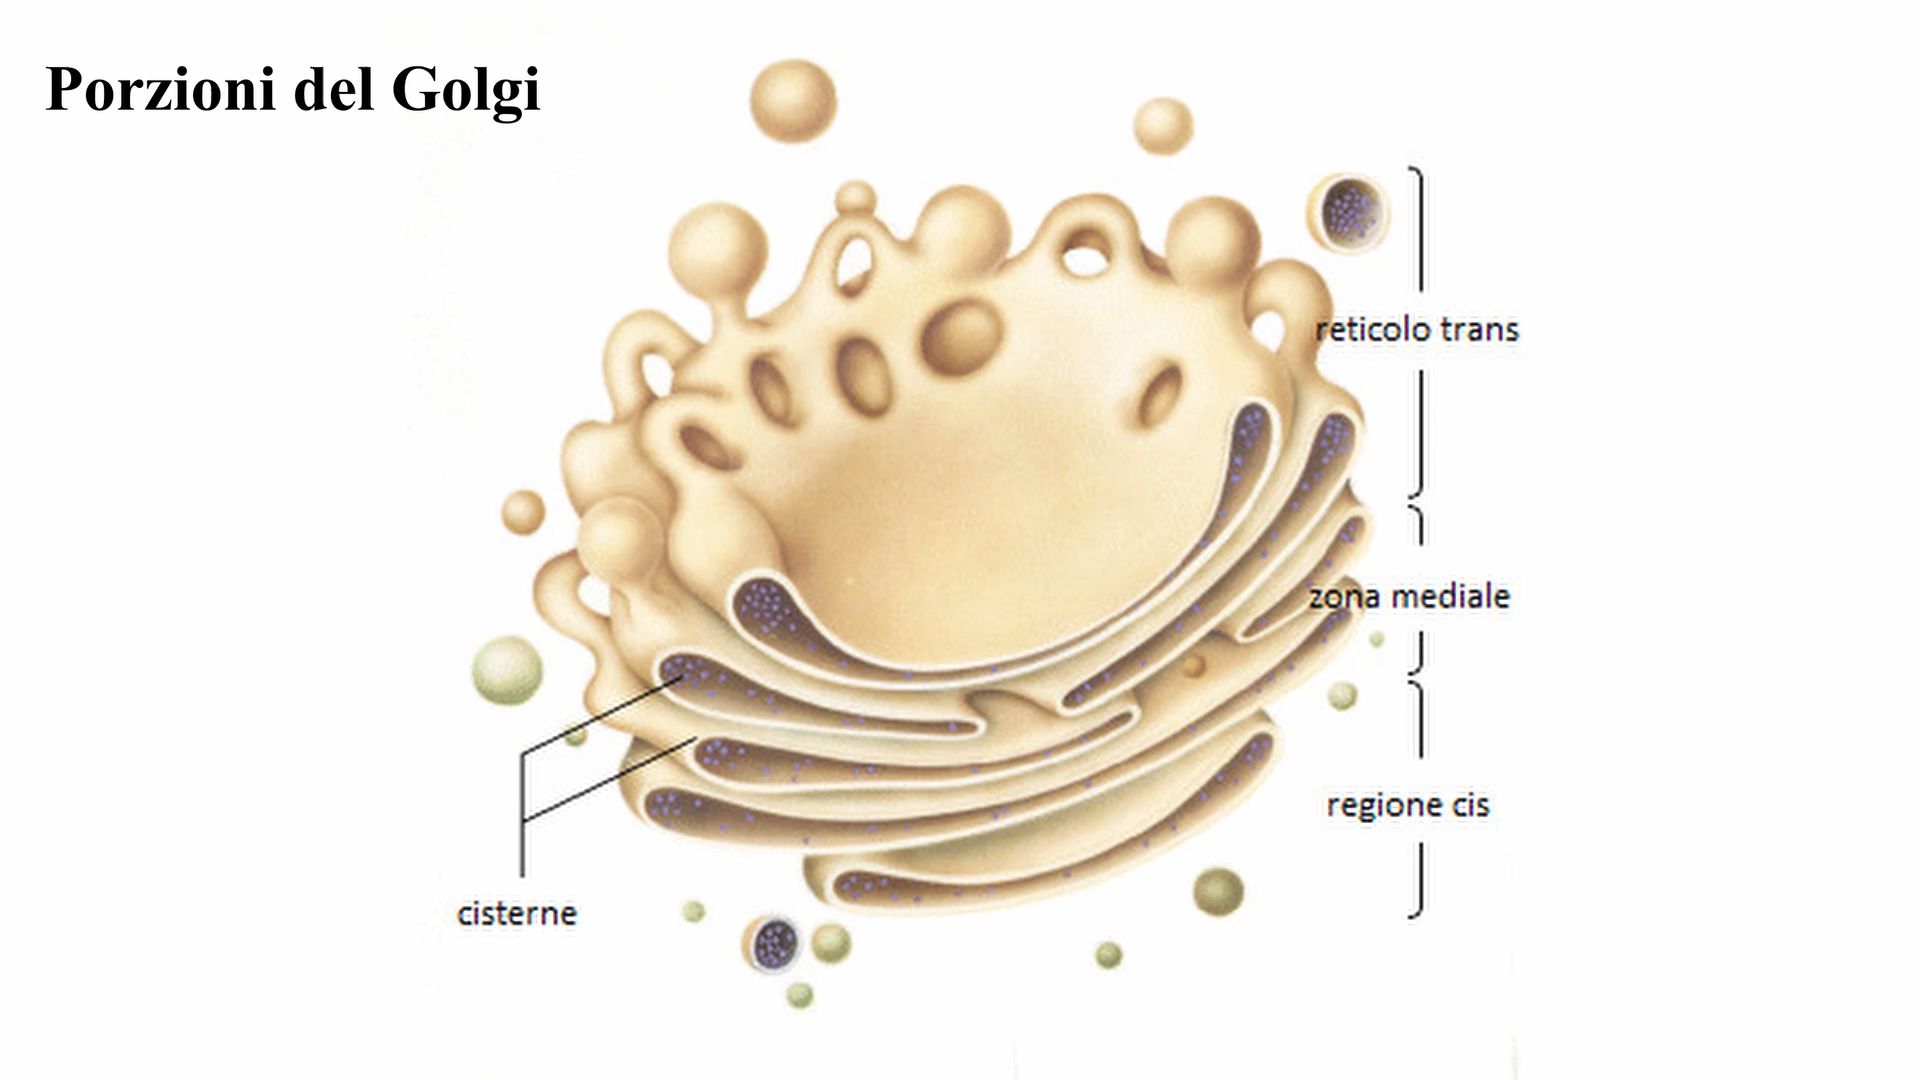 Porzioni del Golgi
reticolo trans
zona mediale
regione cis
cisterne